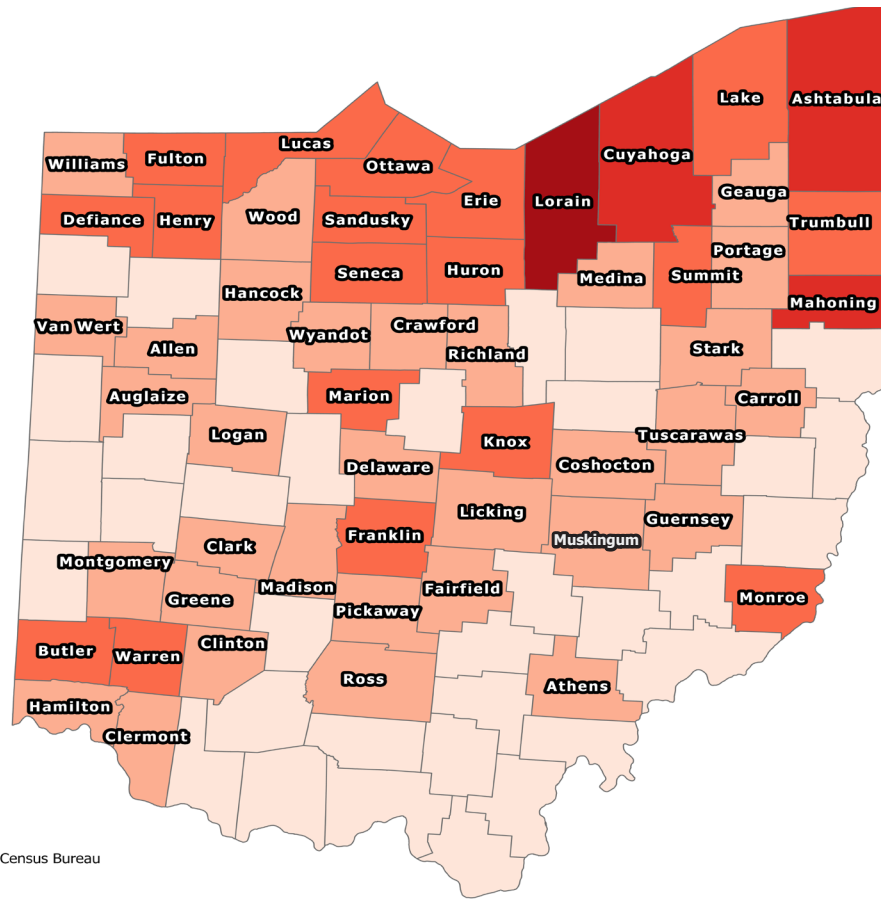 Lake
Ashtabula
Lucas
Williams
Fulton
Ottawa
Cuyahoga
Geauga
Erie
Lorain
Defiance
Henry
Wood
Sandusky
Trumbull
Portage
Seneca
Huron
Medina
Summit
Hancock
Mahoning
Van Wert
Allen
Wyandot
Crawford
Richland
Stark
Auglaize
Marion
Carroll
Logan
Knox
Tuscarawas
Delaware
Coshocton
Licking
Guernsey
Franklin
Muskingum
Clark
Montgomery
Madison
Fairfield
Greene
Pickaway
Monroe
Butler
Warren
Clinton
Ross
Athens
Hamilton
Clermont
Census Bureau